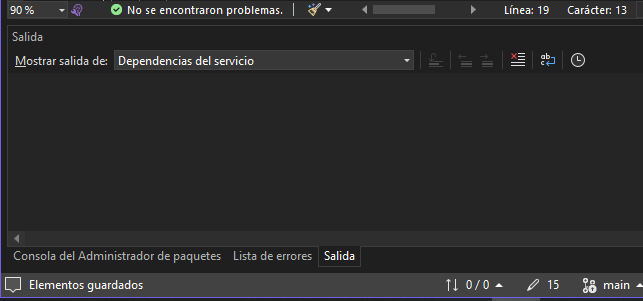 90 % No se encontraron problemas. Línea: 19 Carácter: 13
Salida
Mostrar salida de: Dependencias del servicio
Consola del Administrador de paquetes Lista de errores Salida
Elementos guardados 0 / 0 15 main